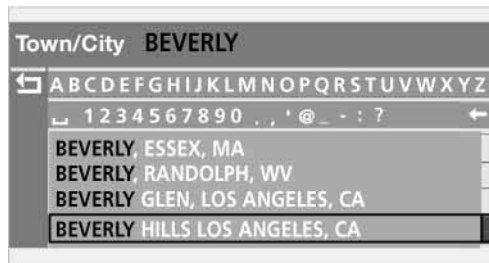 Town/City BEVERLY
ABCDEFGHIJKLMNOPQRSTUVWXYZ
␣ 1234567890 . , ' @ _ - : ?
BEVERLY, ESSEX, MA
BEVERLY, RANDOLPH, WV
BEVERLY GLEN, LOS ANGELES, CA
BEVERLY HILLS LOS ANGELES, CA